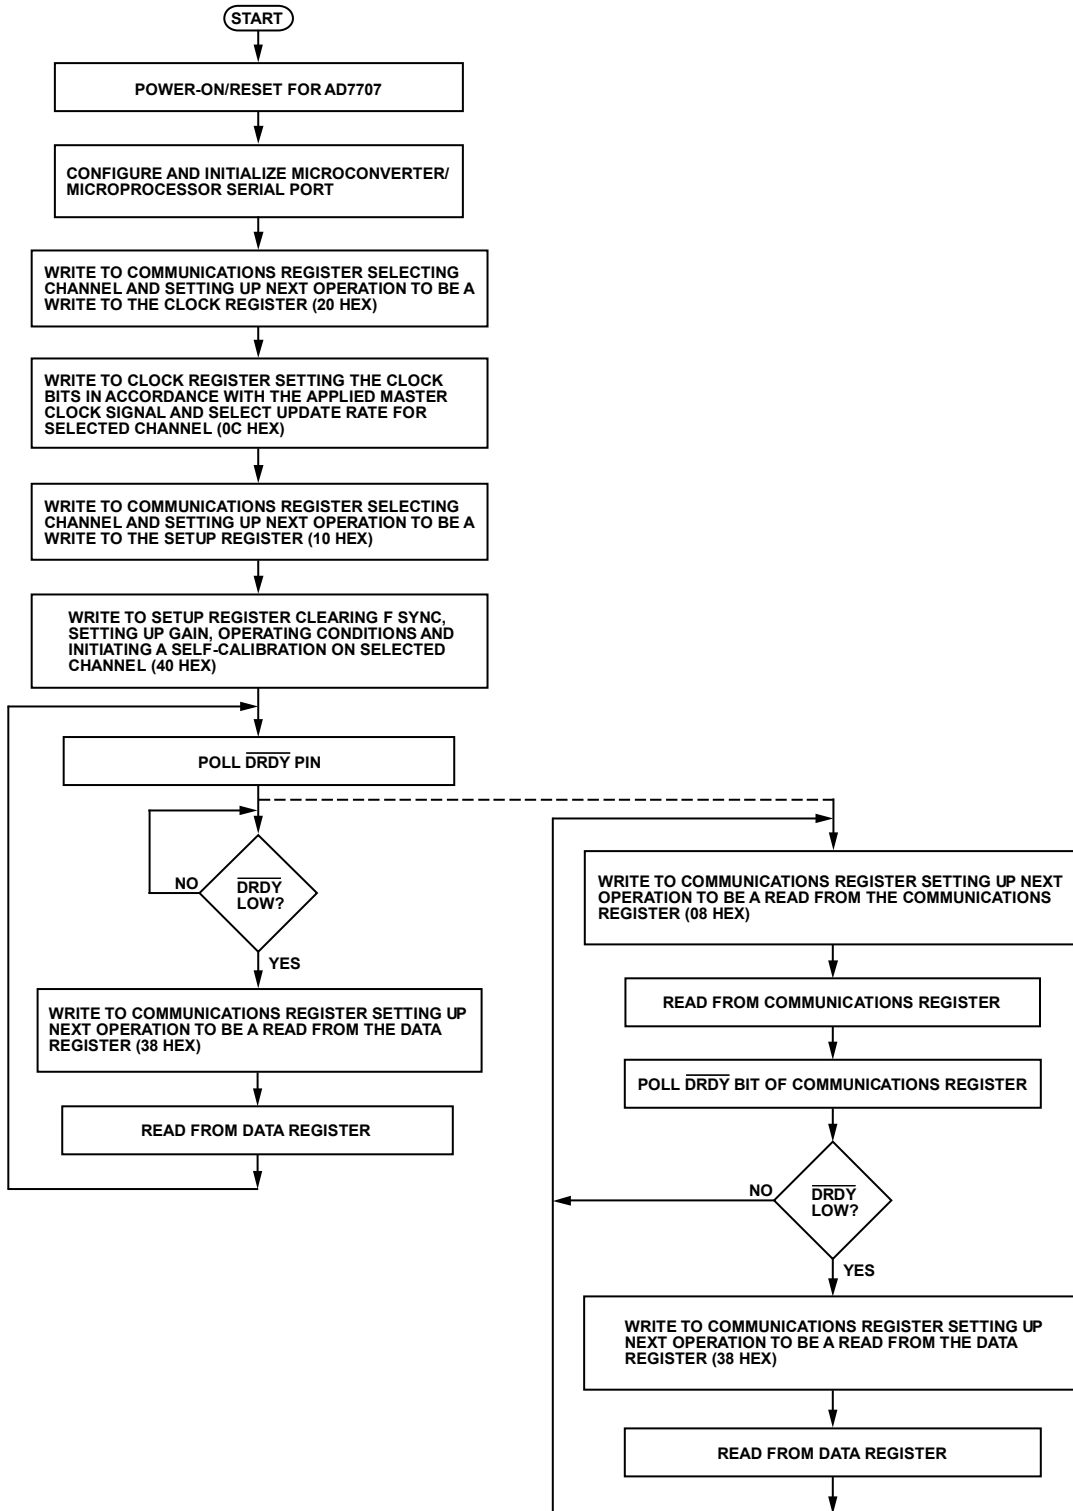 START
POWER-ON/RESET FOR AD7707
CONFIGURE AND INITIALIZE MICROCONVERTER/
MICROPROCESSOR SERIAL PORT
WRITE TO COMMUNICATIONS REGISTER SELECTING
CHANNEL AND SETTING UP NEXT OPERATION TO BE A
WRITE TO THE CLOCK REGISTER (20 HEX)
WRITE TO CLOCK REGISTER SETTING THE CLOCK
BITS IN ACCORDANCE WITH THE APPLIED MASTER
CLOCK SIGNAL AND SELECT UPDATE RATE FOR
SELECTED CHANNEL (0C HEX)
WRITE TO COMMUNICATIONS REGISTER SELECTING
CHANNEL AND SETTING UP NEXT OPERATION TO BE A
WRITE TO THE SETUP REGISTER (10 HEX)
WRITE TO SETUP REGISTER CLEARING F SYNC,
SETTING UP GAIN, OPERATING CONDITIONS AND
INITIATING A SELF-CALIBRATION ON SELECTED
CHANNEL (40 HEX)
POLL DRDY PIN
NO
DRDY
LOW?
YES
WRITE TO COMMUNICATIONS REGISTER SETTING UP
NEXT OPERATION TO BE A READ FROM THE DATA
REGISTER (38 HEX)
READ FROM DATA REGISTER
WRITE TO COMMUNICATIONS REGISTER SETTING UP NEXT
OPERATION TO BE A READ FROM THE COMMUNICATIONS
REGISTER (08 HEX)
READ FROM COMMUNICATIONS REGISTER
POLL DRDY BIT OF COMMUNICATIONS REGISTER
NO
DRDY
LOW?
YES
WRITE TO COMMUNICATIONS REGISTER SETTING UP
NEXT OPERATION TO BE A READ FROM THE DATA
REGISTER (38 HEX)
READ FROM DATA REGISTER